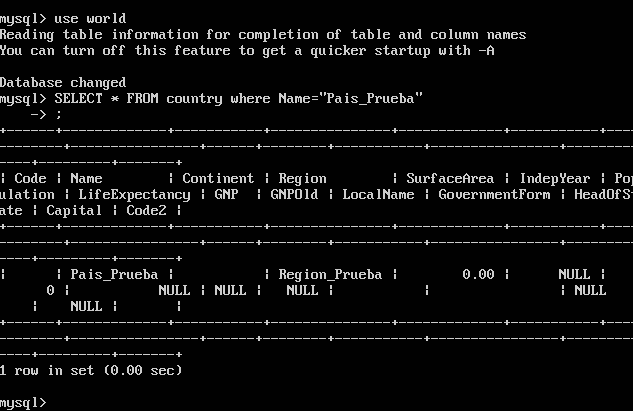 mysql> use world
Reading table information for completion of table and column names
You can turn off this feature to get a quicker startup with -A

Database changed
mysql> SELECT * FROM country where Name="Pais_Prueba"
    -> ;
+------+-------------+-----------+---------------+-------------+-----------+----
---------+----------------+------+--------+-----------+----------------+--------
----+---------+-------+
| Code | Name        | Continent | Region        | SurfaceArea | IndepYear | Pop
ulation | LifeExpectancy | GNP  | GNPOld | LocalName | GovernmentForm | HeadOfSt
ate | Capital | Code2 |
+------+-------------+-----------+---------------+-------------+-----------+----
---------+----------------+------+--------+-----------+----------------+--------
----+---------+-------+
|      | Pais_Prueba |           | Region_Prueba |        0.00 |      NULL |
      0 |           NULL | NULL |   NULL |           |                | NULL
    |    NULL |       |
+------+-------------+-----------+---------------+-------------+-----------+----
---------+----------------+------+--------+-----------+----------------+--------
----+---------+-------+
1 row in set (0.00 sec)

mysql>